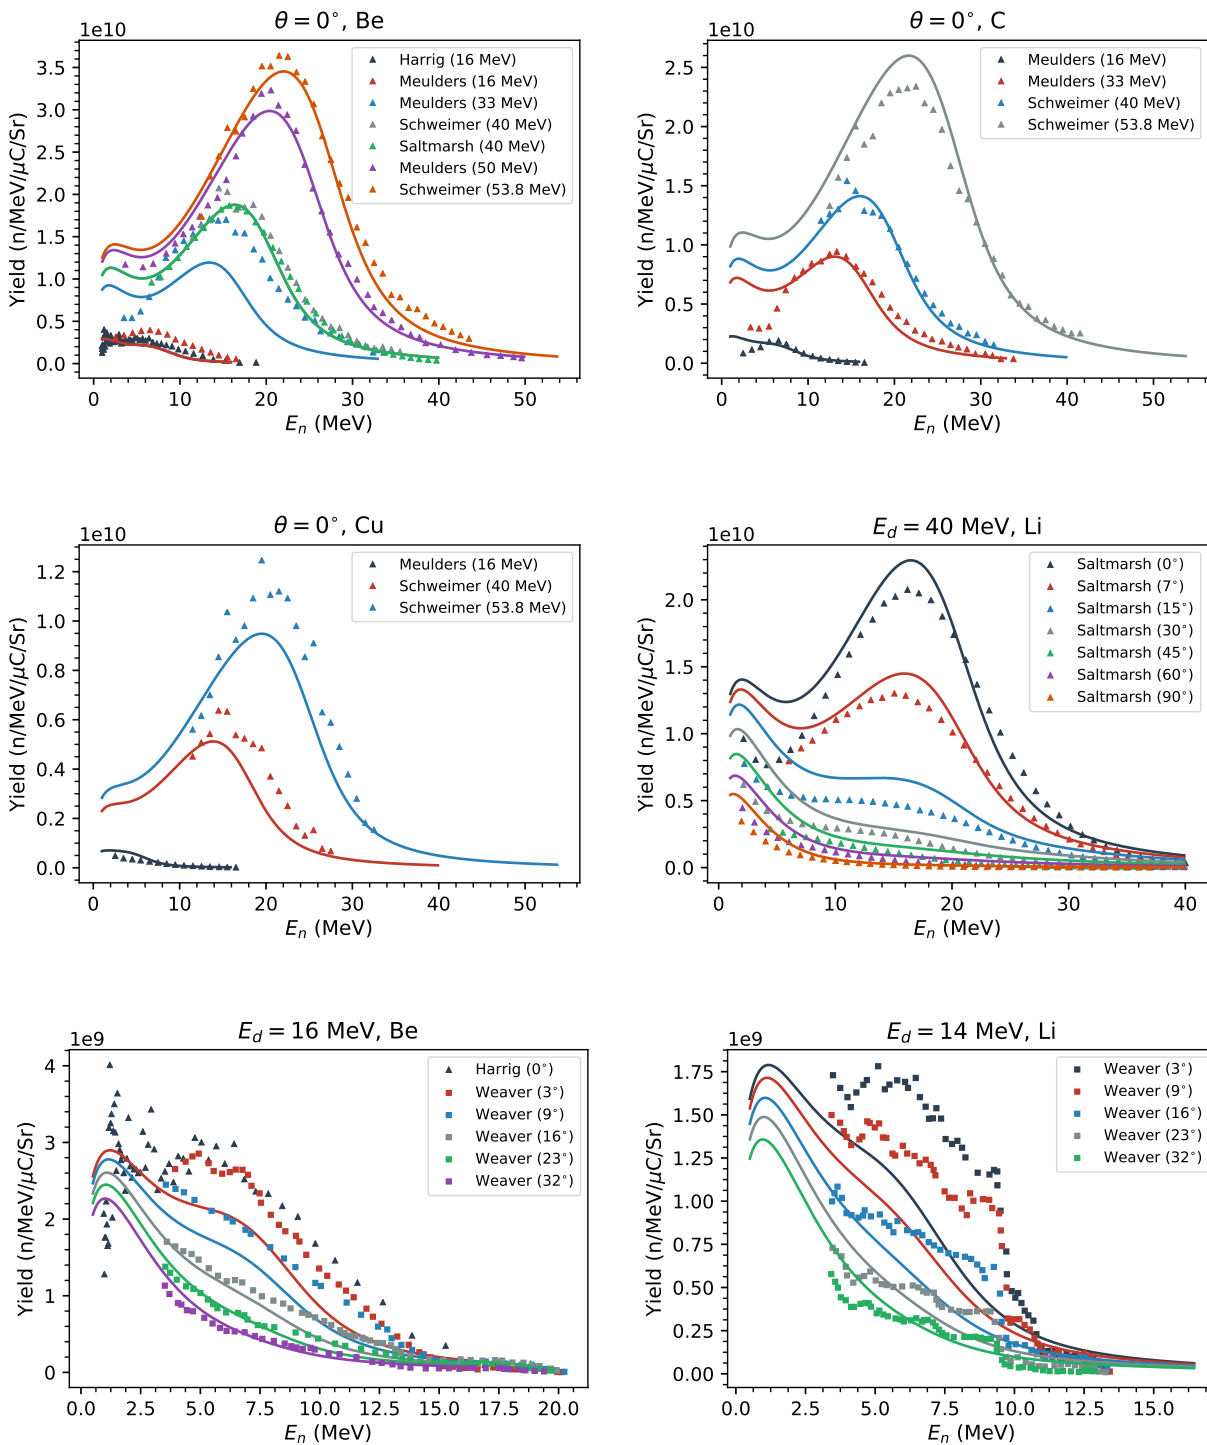 θ = 0°, Be
1e10
Yield (n/MeV/μC/Sr)
3.5
3.0
2.5
2.0
1.5
1.0
0.5
0.0
0 10 20 30 40 50
E_n (MeV)
Harrig (16 MeV)
Meulders (16 MeV)
Meulders (33 MeV)
Schweimer (40 MeV)
Saltmarsh (40 MeV)
Meulders (50 MeV)
Schweimer (53.8 MeV)
θ = 0°, C
1e10
Yield (n/MeV/μC/Sr)
2.5
2.0
1.5
1.0
0.5
0.0
0 10 20 30 40 50
E_n (MeV)
Meulders (16 MeV)
Meulders (33 MeV)
Schweimer (40 MeV)
Schweimer (53.8 MeV)
θ = 0°, Cu
1e10
Yield (n/MeV/μC/Sr)
1.2
1.0
0.8
0.6
0.4
0.2
0.0
0 10 20 30 40 50
E_n (MeV)
Meulders (16 MeV)
Schweimer (40 MeV)
Schweimer (53.8 MeV)
E_d = 40 MeV, Li
1e10
Yield (n/MeV/μC/Sr)
2.0
1.5
1.0
0.5
0.0
0 10 20 30 40
E_n (MeV)
Saltmarsh (0°)
Saltmarsh (7°)
Saltmarsh (15°)
Saltmarsh (30°)
Saltmarsh (45°)
Saltmarsh (60°)
Saltmarsh (90°)
E_d = 16 MeV, Be
1e9
Yield (n/MeV/μC/Sr)
4
3
2
1
0
0.0 2.5 5.0 7.5 10.0 12.5 15.0 17.5 20.0
E_n (MeV)
Harrig (0°)
Weaver (3°)
Weaver (9°)
Weaver (16°)
Weaver (23°)
Weaver (32°)
E_d = 14 MeV, Li
1e9
Yield (n/MeV/μC/Sr)
1.75
1.50
1.25
1.00
0.75
0.50
0.25
0.00
0.0 2.5 5.0 7.5 10.0 12.5 15.0
E_n (MeV)
Weaver (3°)
Weaver (9°)
Weaver (16°)
Weaver (23°)
Weaver (32°)